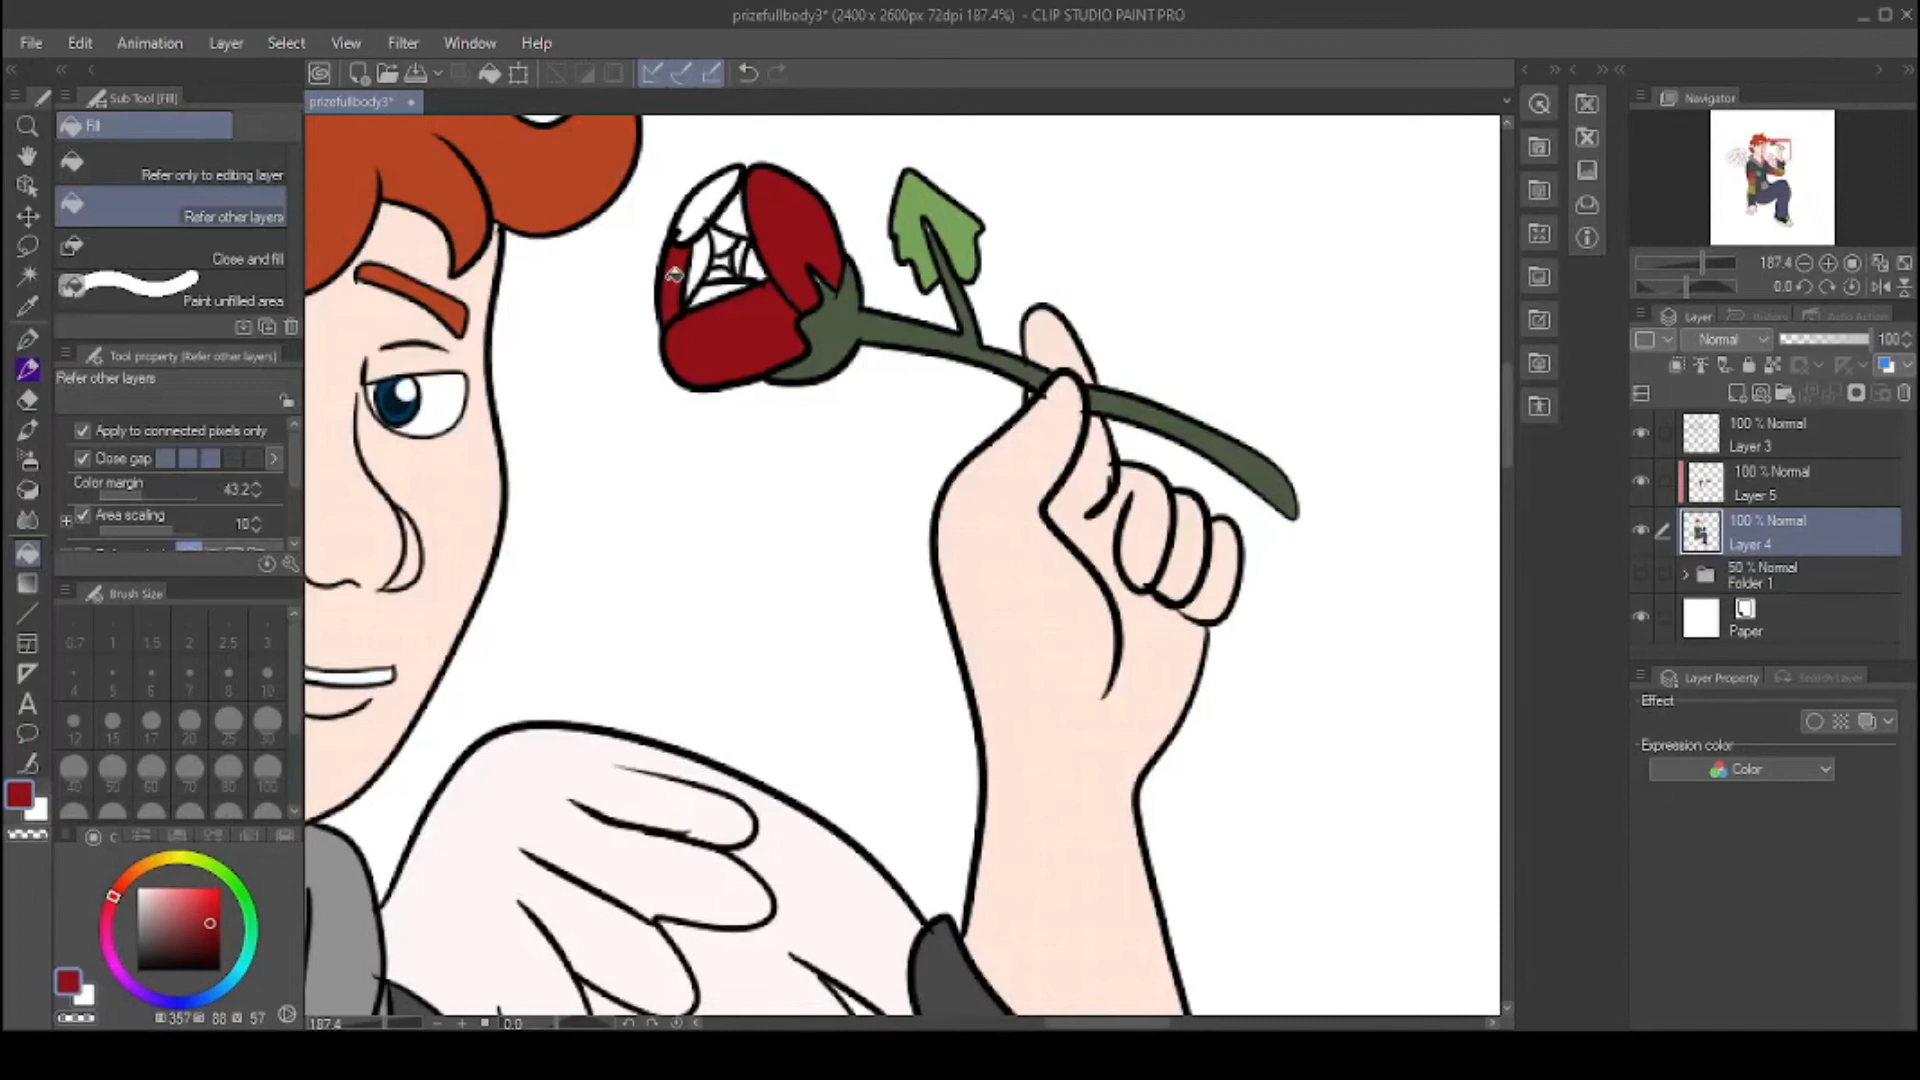 prizefullbody3* (2400 x 2600px 72dpi 187.4%) - CLIP STUDIO PAINT PRO
File Edit Animation Layer Select View Filter Window Help
prizefullbody3*
Sub Tool [Fill]
Fill
Refer only to editing layer
Refer other layers
Close and fill
Paint unfilled area
Tool property (Refer other layers)
Refer other layers
Apply to connected pixels only
Close gap
Color margin 43.2
Area scaling 10
Brush Size
0.7 1 1.5 2 2.5 3
4 5 6 7 8 10
12 15 17 20 25 30
40 50 60 70 80 100
357 88 57
187.4 0.0
Navigator
187.4
0.0
Layer History Auto Action
Normal 100
100 % Normal
Layer 3
100 % Normal
Layer 5
100 % Normal
Layer 4
50 % Normal
Folder 1
Paper
Layer Property Search Layer
Effect
Expression color
Color